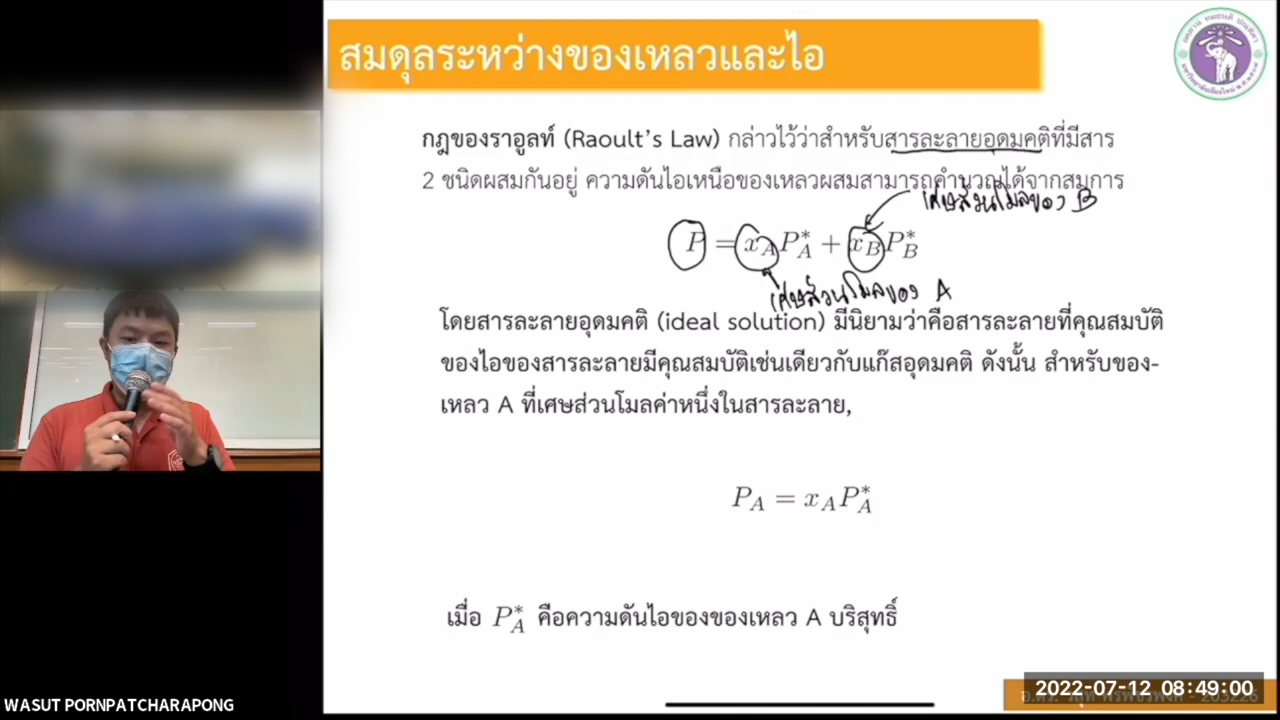 สมดุลระหว่างของเหลวและไอ
กฎของราอูลท์ (Raoult's Law) กล่าวไว้ว่าสำหรับสารละลายอุดมคติที่มีสาร
2 ชนิดผสมกันอยู่ ความดันไอเหนือของเหลวผสมสามารถคำนวณได้จากสมการ
เศษส่วนโมลของ B
P = x_A P_A^* + x_B P_B^*
เศษส่วนโมลของ A
โดยสารละลายอุดมคติ (ideal solution) มีนิยามว่าคือสารละลายที่คุณสมบัติ
ของไอของสารละลายมีคุณสมบัติเช่นเดียวกับแก๊สอุดมคติ ดังนั้น สำหรับของ-
เหลว A ที่เศษส่วนโมลค่าหนึ่งในสารละลาย,
P_A = x_A P_A^*
เมื่อ P_A^* คือความดันไอของของเหลว A บริสุทธิ์
2022-07-12 08:49:00
WASUT PORNPATCHARAPONG